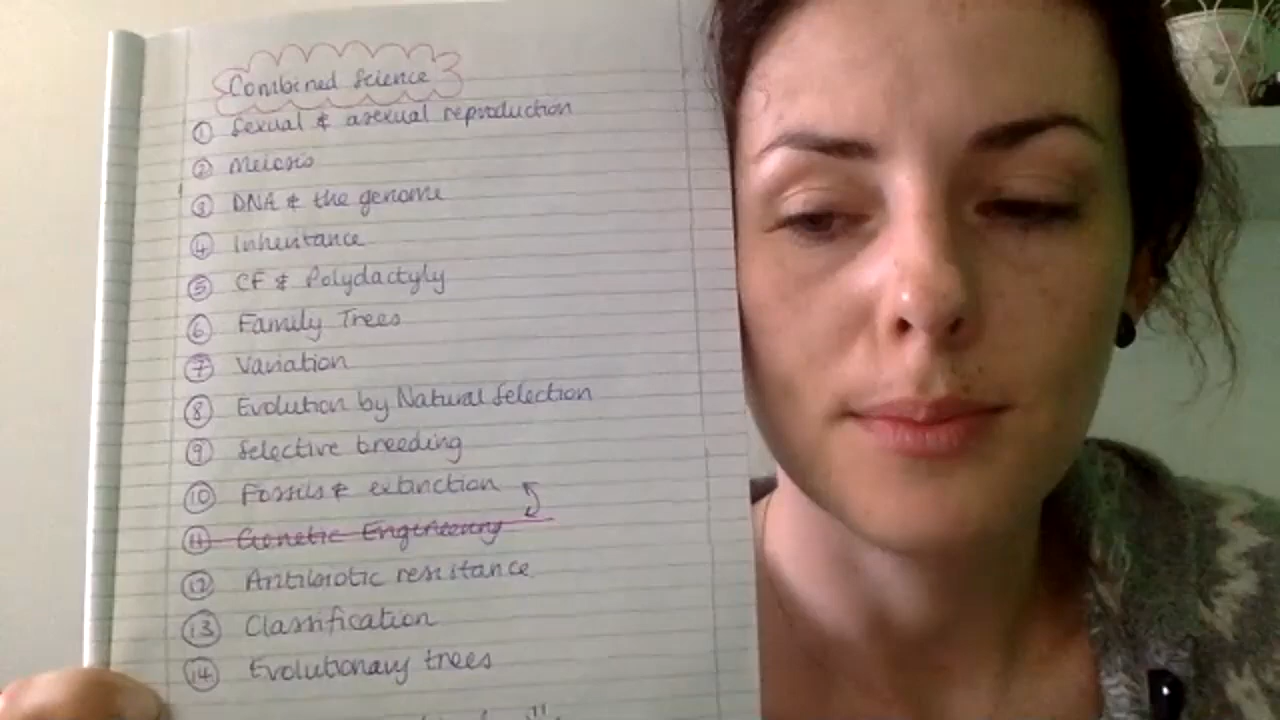 Combined Science
① Sexual & asexual reproduction
② Meiosis
③ DNA & the genome
④ Inheritance
⑤ CF & Polydactyly
⑥ Family Trees
⑦ Variation
⑧ Evolution by Natural Selection
⑨ Selective breeding
⑩ Fossils & extinction
⑪ Genetic Engineering
⑫ Antibiotic resistance
⑬ Classification
⑭ Evolutionary trees